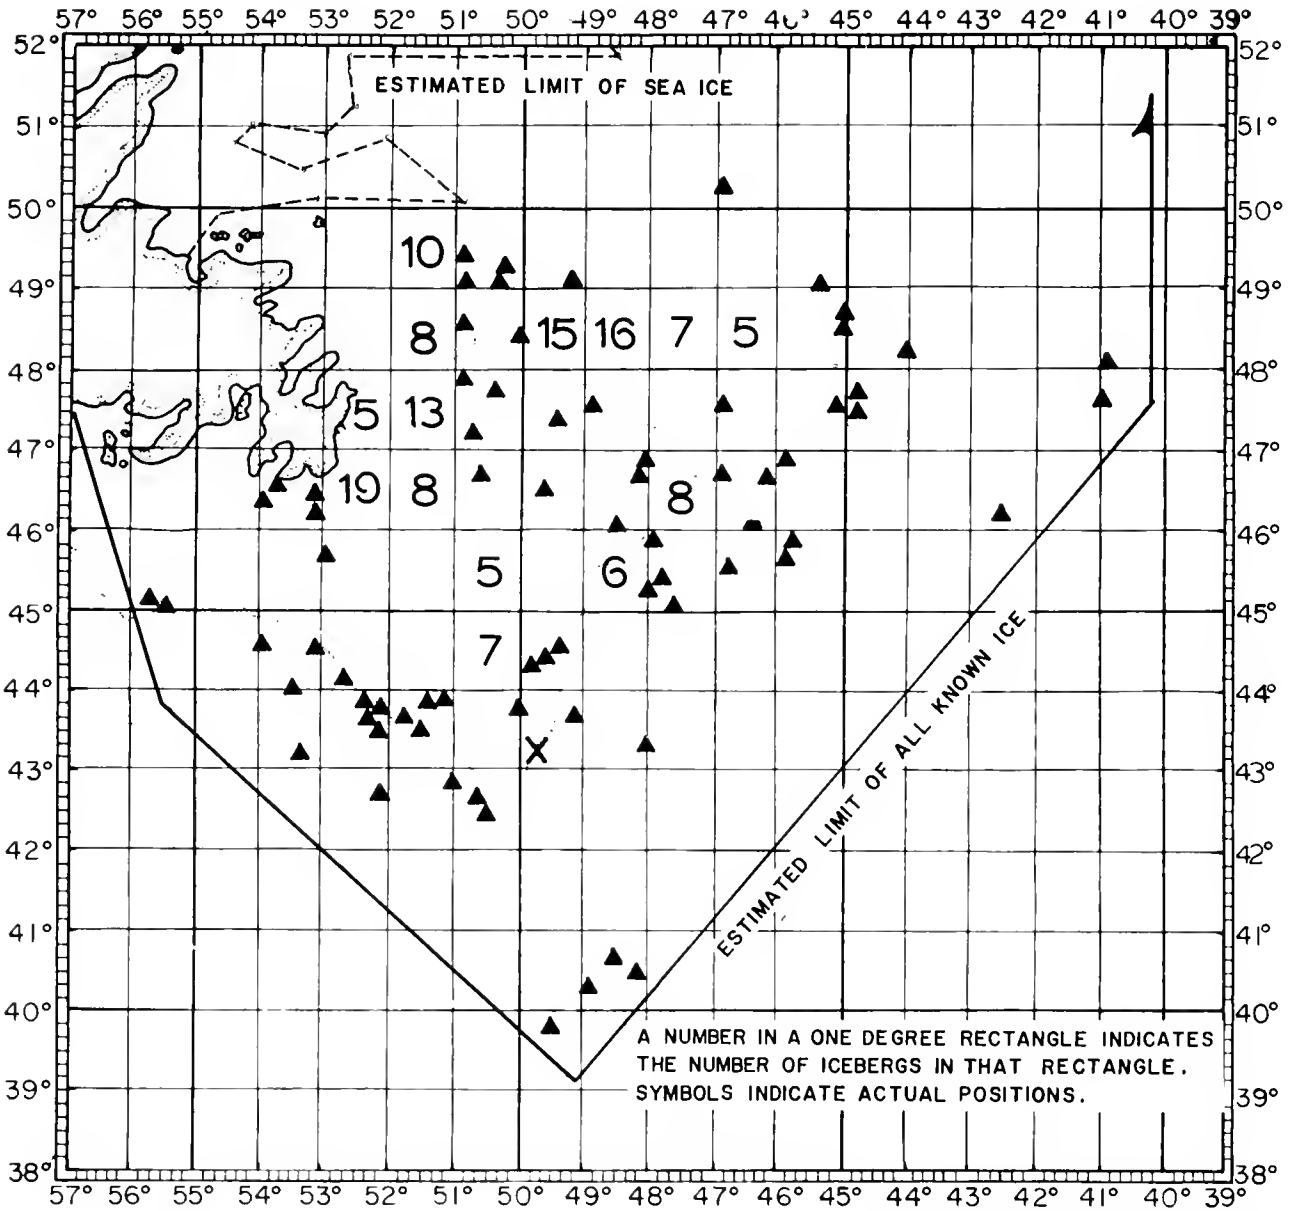 57° 56° 55° 54° 53° 52° 51° 50° 49° 48° 47° 45° 44° 43° 42° 41° 40° 39°
52° 52°
ESTIMATED LIMIT OF SEA ICE
51° 51°
50° 50°
10
49° 49°
8 15 16 7 5
48° 48°
5 13
47° 47°
19 8 8
46° 46°
5 6
45° 45°
7
44° 44°
X
43° 43°
ESTIMATED LIMIT OF ALL KNOWN ICE
42° 42°
41° 41°
40° 40°
A NUMBER IN A ONE DEGREE RECTANGLE INDICATES
THE NUMBER OF ICEBERGS IN THAT RECTANGLE.
SYMBOLS INDICATE ACTUAL POSITIONS.
39° 39°
38° 38°
57° 56° 55° 54° 53° 52° 51° 50° 49° 48° 47° 46° 45° 44° 43° 42° 41° 40° 39°